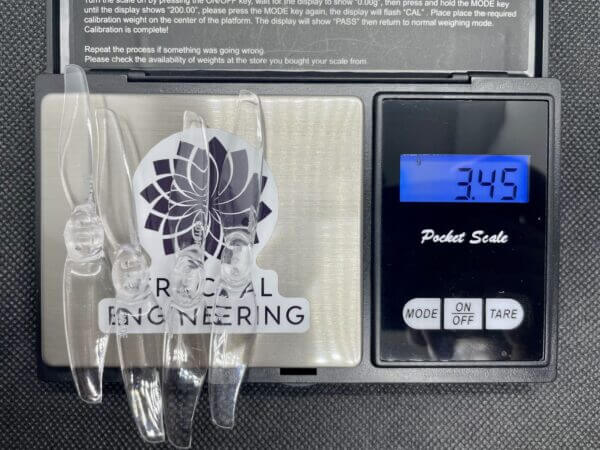 Turn the scale on by pressing the ON/OFF key, wait for the display to show "0.00g", then press and hold the MODE key
until the display shows "200.00", please press the MODE key again, the display will flash "CAL" . Place place the required
calibration weight on the center of the platform. The display will show "PASS" then return to normal weighing mode.
Calibration is complete!
Repeat the process if something was going wrong.
Please check the availability of weights at the store you bought your scale from.
g
3.45
Pocket Scale
MODE
ON
OFF
TARE
FRACTAL
ENGINEERING